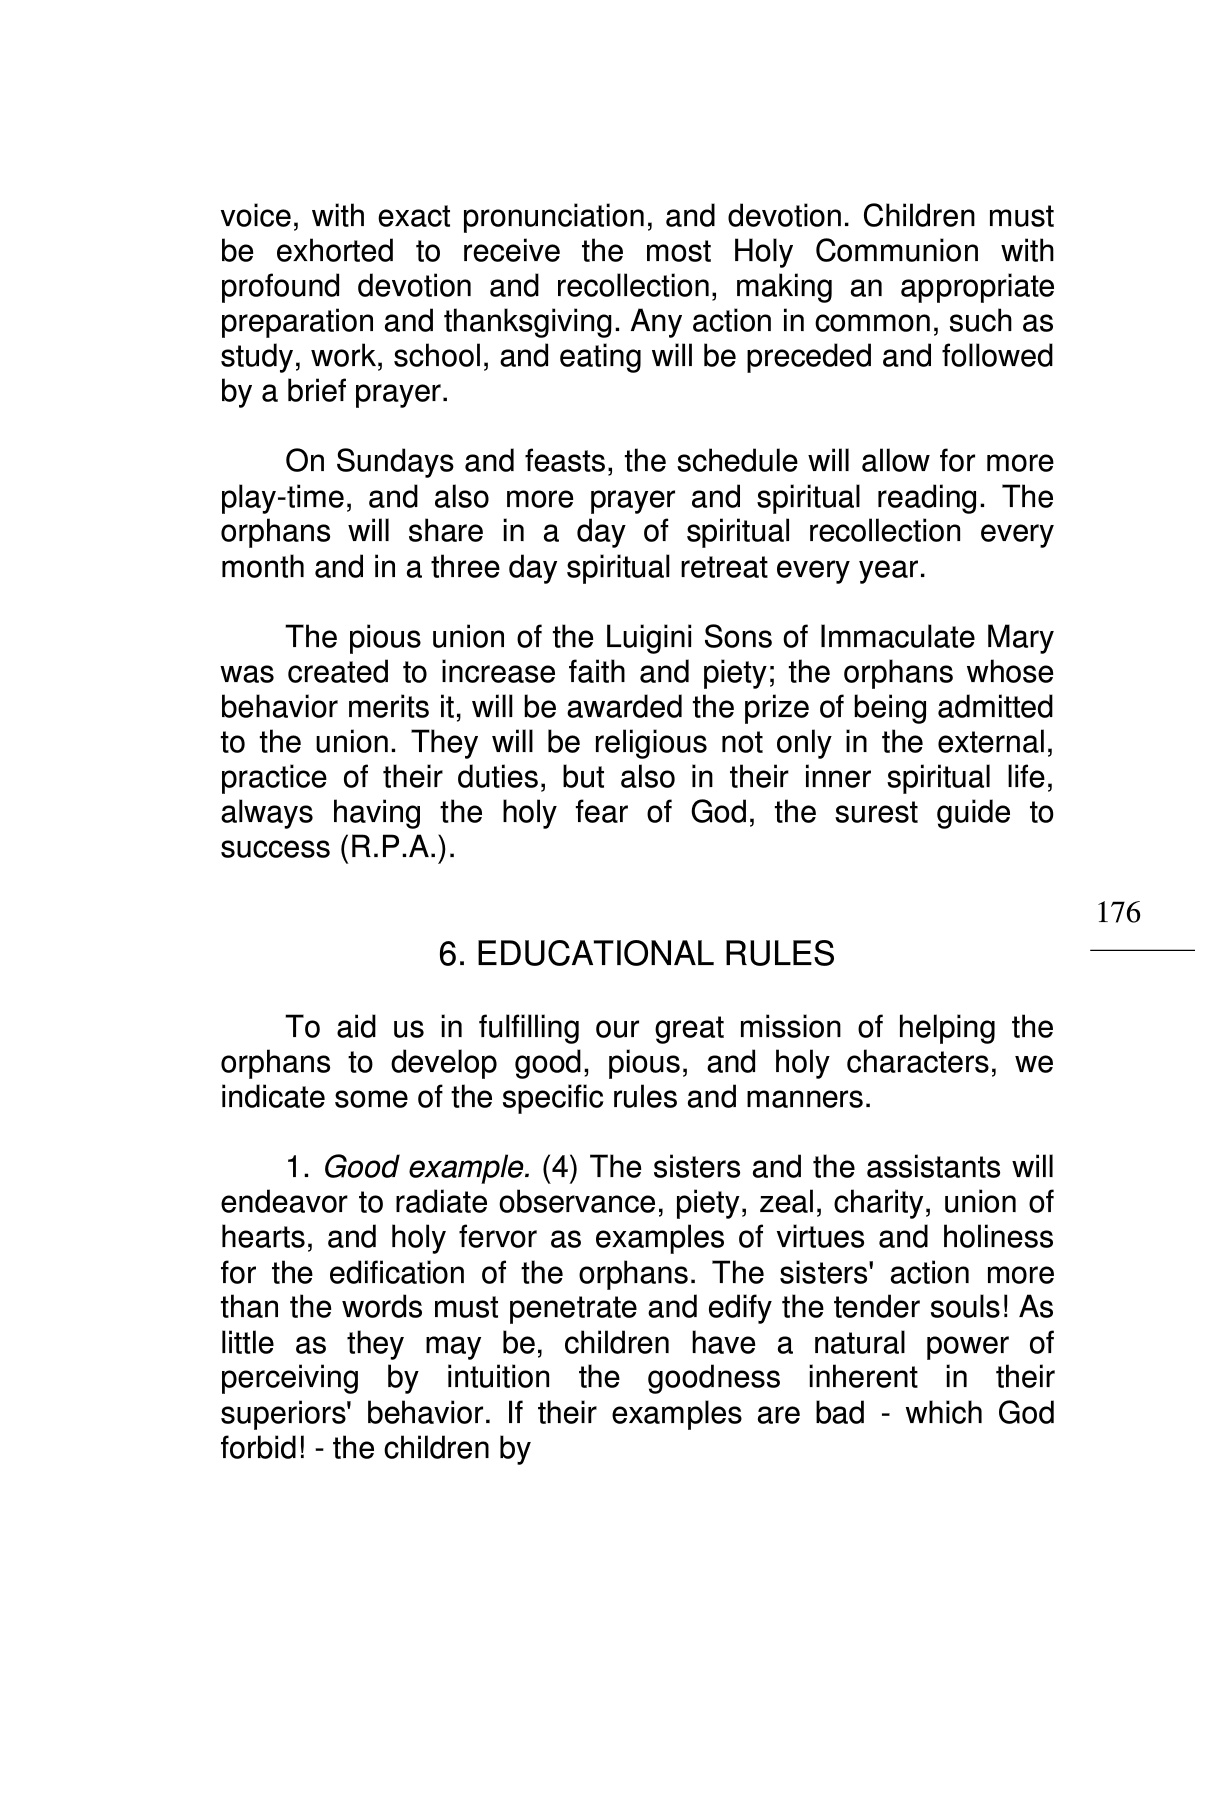 voice, with exact pronunciation, and devotion. Children must
be exhorted to receive the most Holy Communion with
profound devotion and recollection, making an appropriate
preparation and thanksgiving. Any action in common, such as
study, work, school, and eating will be preceded and followed
by a brief prayer.
On Sundays and feasts, the schedule will allow for more
play-time, and also more prayer and spiritual reading. The
orphans will share in a day of spiritual recollection every
month and in a three day spiritual retreat every year.
The pious union of the Luigini Sons of Immaculate Mary
was created to increase faith and piety; the orphans whose
behavior merits it, will be awarded the prize of being admitted
to the union. They will be religious not only in the external,
practice of their duties, but also in their inner spiritual life,
always having the holy fear of God, the surest guide to
success (R.P.A.).
176
6. EDUCATIONAL RULES
To aid us in fulfilling our great mission of helping the
orphans to develop good, pious, and holy characters, we
indicate some of the specific rules and manners.
1. Good example. (4) The sisters and the assistants will
endeavor to radiate observance, piety, zeal, charity, union of
hearts, and holy fervor as examples of virtues and holiness
for the edification of the orphans. The sisters' action more
than the words must penetrate and edify the tender souls! As
little as they may be, children have a natural power of
perceiving by intuition the goodness inherent in their
superiors' behavior. If their examples are bad - which God
forbid! - the children by